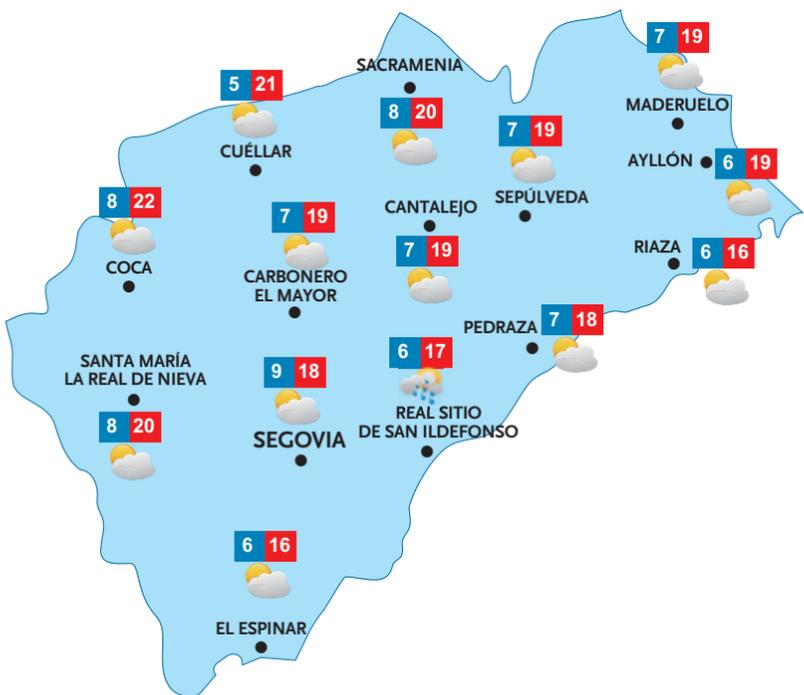 7 19
MADERUELO
SACRAMENIA
8 20
5 21
CUÉLLAR
7 19
SEPÚLVEDA
AYLLÓN
6 19
8 22
COCA
7 19
CARBONERO
EL MAYOR
CANTALEJO
7 19
RIAZA
6 16
PEDRAZA
7 18
SANTA MARÍA
LA REAL DE NIEVA
8 20
9 18
SEGOVIA
6 17
REAL SITIO
DE SAN ILDEFONSO
6 16
EL ESPINAR